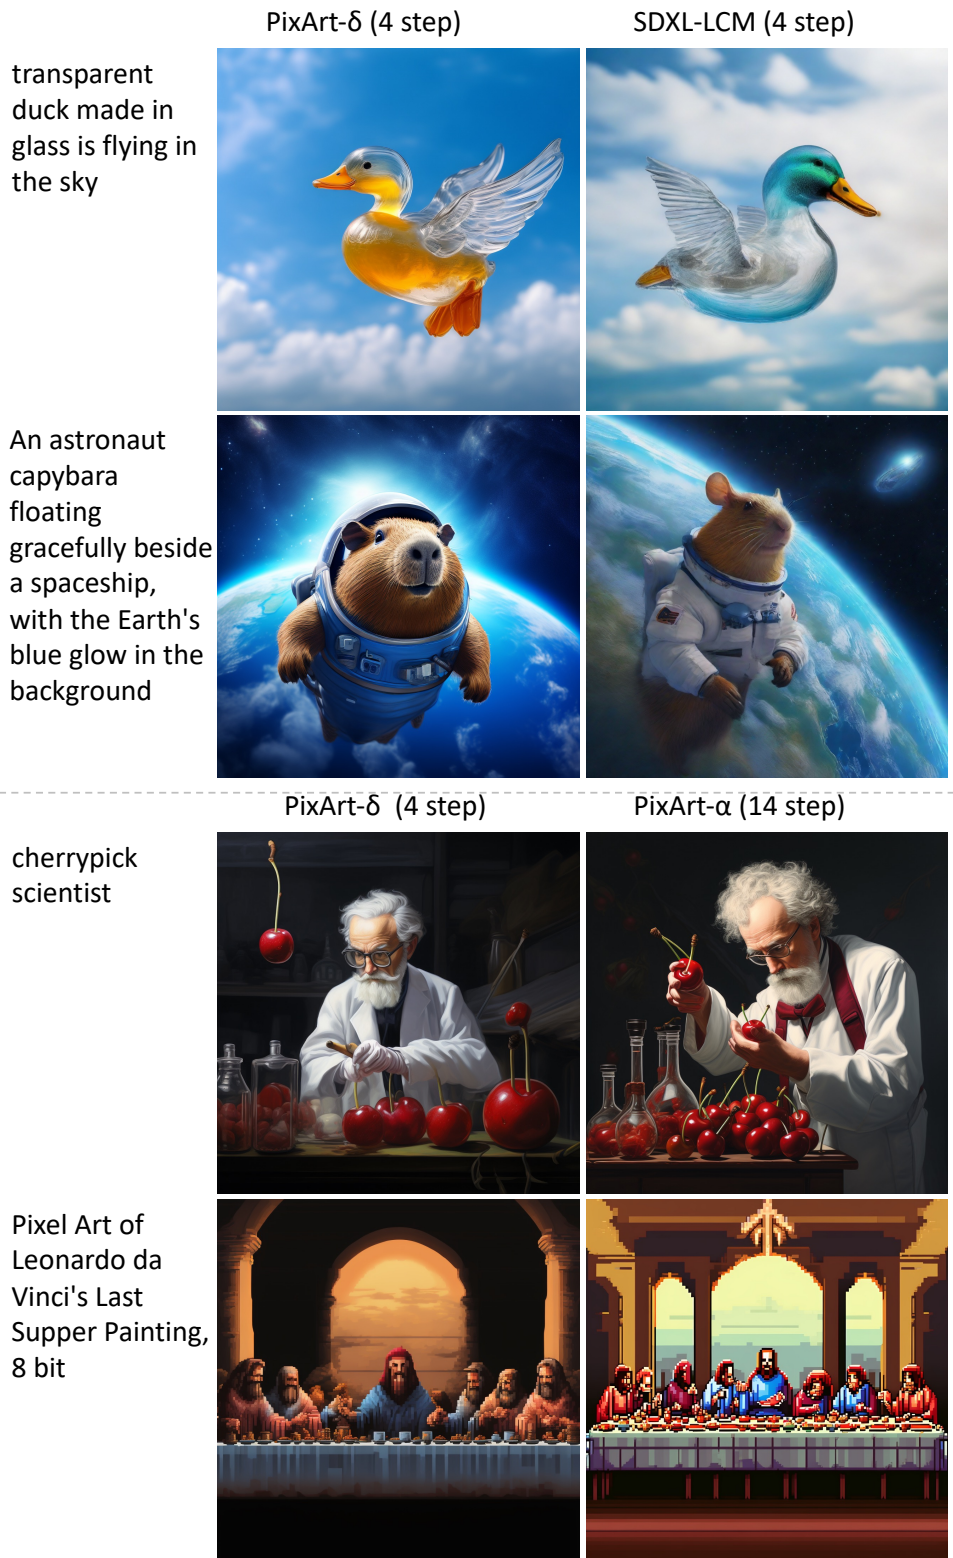 PixArt-δ (4 step)
SDXL-LCM (4 step)
transparent
duck made in
glass is flying in
the sky
An astronaut
capybara
floating
gracefully beside
a spaceship,
with the Earth's
blue glow in the
background
PixArt-δ  (4 step)
PixArt-α (14 step)
cherrypick
scientist
Pixel Art of
Leonardo da
Vinci's Last
Supper Painting,
8 bit